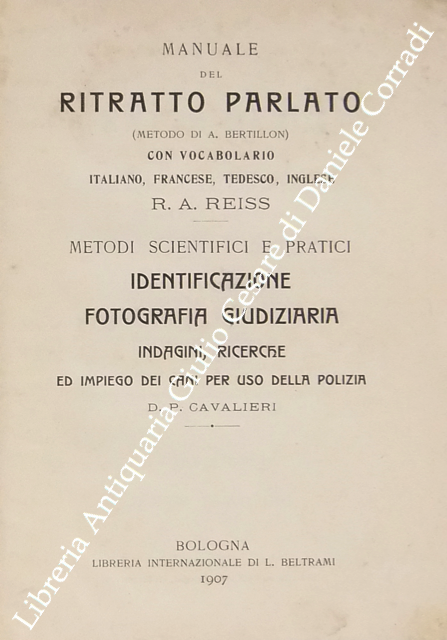 MANUALE
DEL
RITRATTO PARLATO
(METODO DI A. BERTILLON)
CON VOCABOLARIO
ITALIANO, FRANCESE, TEDESCO, INGLESE
R. A. REISS
METODI SCIENTIFICI E PRATICI
IDENTIFICAZIONE
FOTOGRAFIA GIUDIZIARIA
INDAGINI, RICERCHE
ED IMPIEGO DEI CANI PER USO DELLA POLIZIA
D. P. CAVALIERI
BOLOGNA
LIBRERIA INTERNAZIONALE DI L. BELTRAMI
1907
Libreria Antiquaria Giulio Cesare di Daniele Corradi